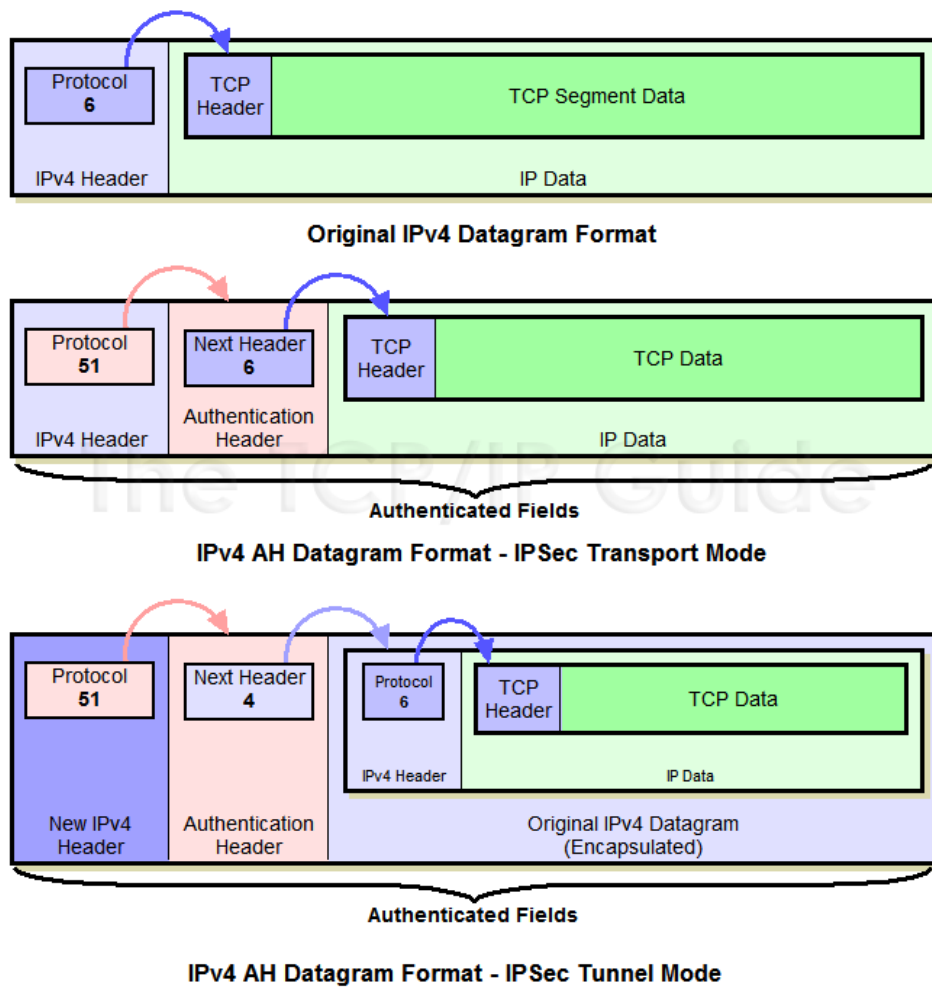 Protocol
6
TCP
Header
TCP Segment Data
IPv4 Header
IP Data
Original IPv4 Datagram Format
Protocol
51
Next Header
6
TCP
Header
TCP Data
IPv4 Header
Authentication
Header
IP Data
The TCP/IP Guide
Authenticated Fields
IPv4 AH Datagram Format - IPSec Transport Mode
Protocol
51
Next Header
4
Protocol
6
TCP
Header
TCP Data
IPv4 Header
IP Data
New IPv4
Header
Authentication
Header
Original IPv4 Datagram
(Encapsulated)
Authenticated Fields
IPv4 AH Datagram Format - IPSec Tunnel Mode